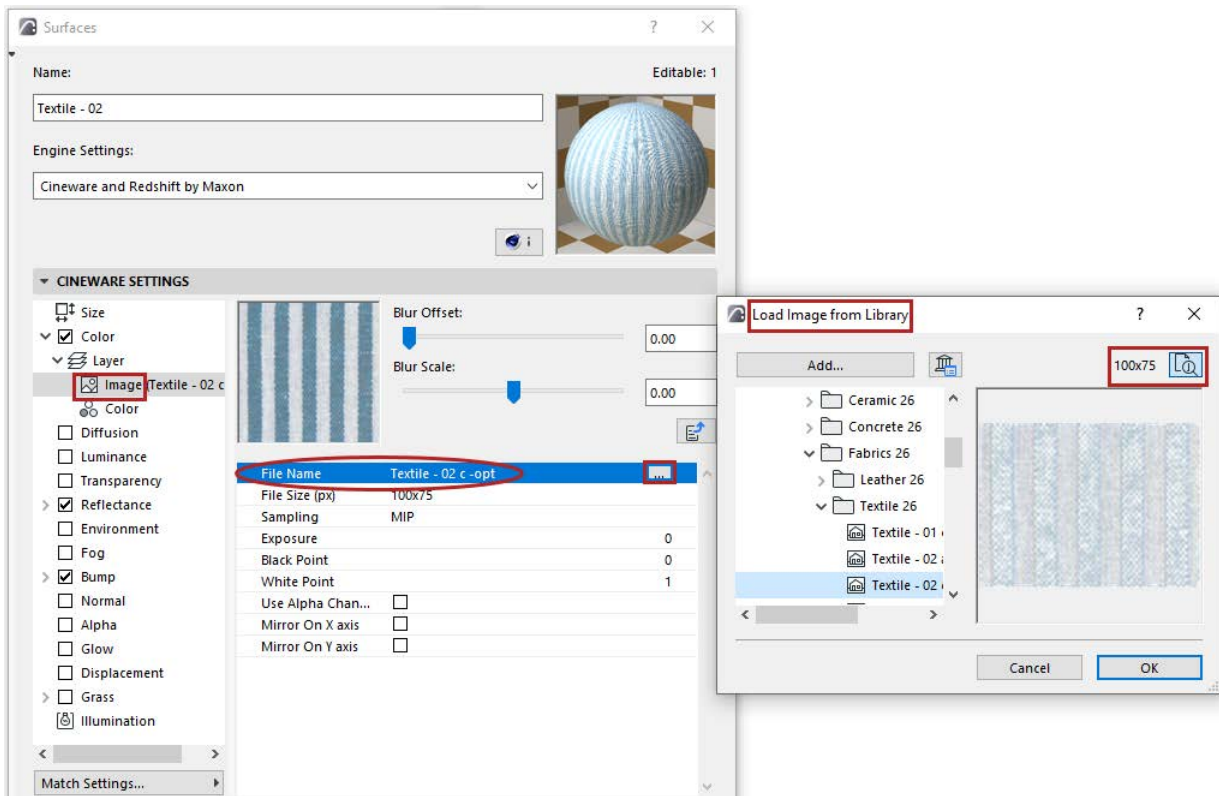 Surfaces
?
Name:
Editable: 1
Textile - 02
Engine Settings:
Cineware and Redshift by Maxon
i
CINEWARE SETTINGS
Size
Color
Layer
Image (Textile - 02 c
Color
Diffusion
Luminance
Transparency
Reflectance
Environment
Fog
Bump
Normal
Alpha
Glow
Displacement
Grass
Illumination
Match Settings...
Blur Offset:
0.00
Blur Scale:
0.00
File Name Textile - 02 c -opt ...
File Size (px) 100x75
Sampling MIP
Exposure 0
Black Point 0
White Point 1
Use Alpha Chan...
Mirror On X axis
Mirror On Y axis
Load Image from Library
?
Add...
100x75
Ceramic 26
Concrete 26
Fabrics 26
Leather 26
Textile 26
Textile - 01
Textile - 02
Textile - 02
Cancel
OK